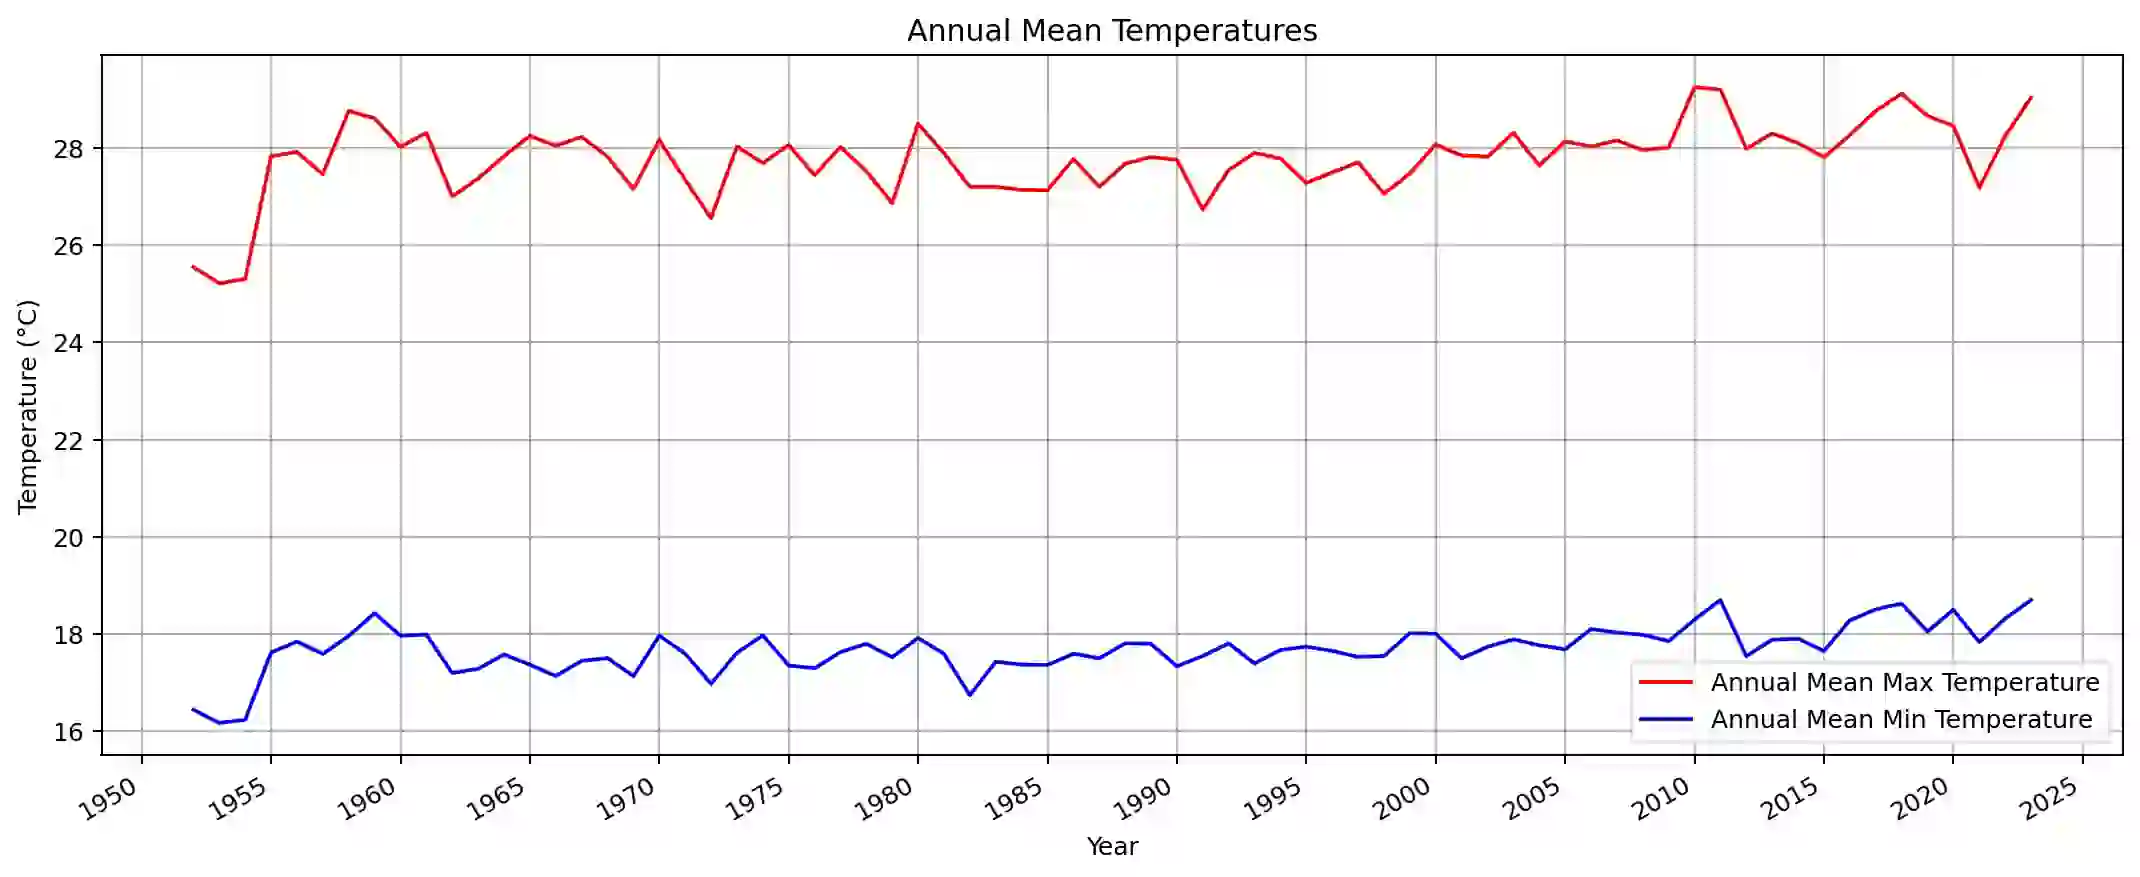 Annual Mean Temperatures
Temperature (°C)
28
26
24
22
20
18
16
Annual Mean Max Temperature
Annual Mean Min Temperature
1950 1955 1960 1965 1970 1975 1980 1985 1990 1995 2000 2005 2010 2015 2020 2025
Year